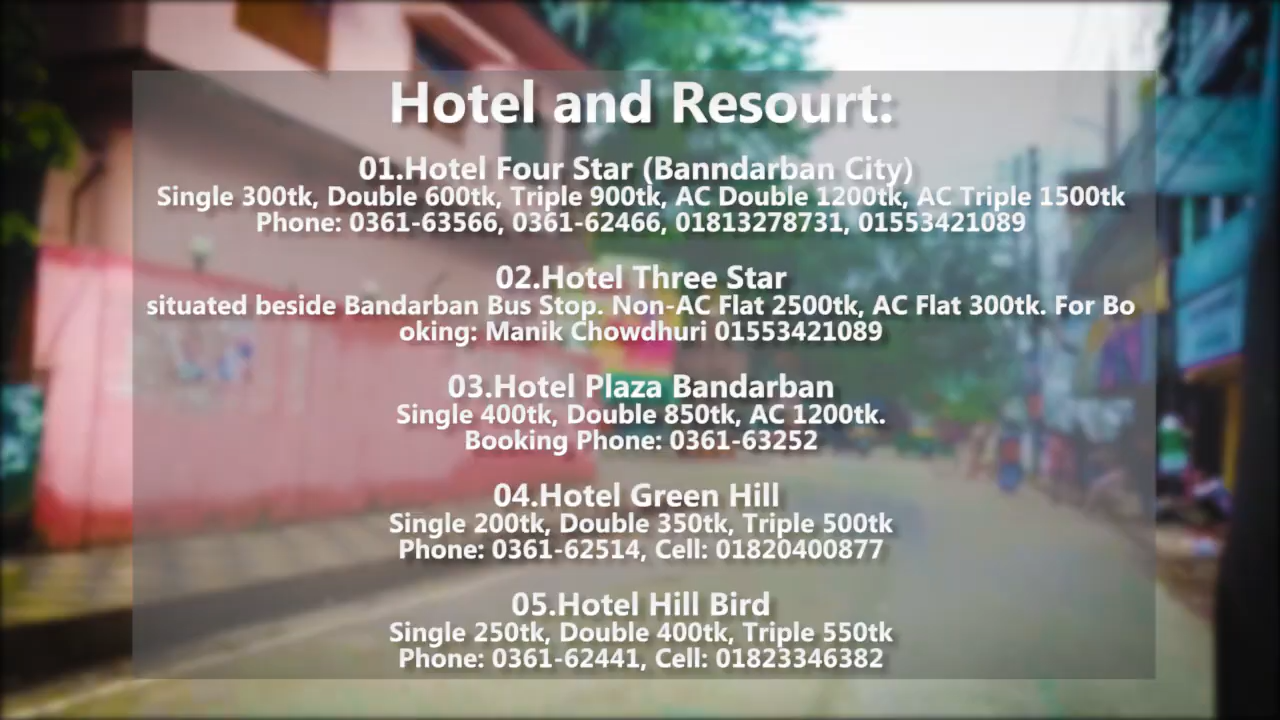 Hotel and Resourt:
01.Hotel Four Star (Banndarban City)
Single 300tk, Double 600tk, Triple 900tk, AC Double 1200tk, AC Triple 1500tk
Phone: 0361-63566, 0361-62466, 01813278731, 01553421089
02.Hotel Three Star
situated beside Bandarban Bus Stop. Non-AC Flat 2500tk, AC Flat 300tk. For Bo
oking: Manik Chowdhuri 01553421089
03.Hotel Plaza Bandarban
Single 400tk, Double 850tk, AC 1200tk.
Booking Phone: 0361-63252
04.Hotel Green Hill
Single 200tk, Double 350tk, Triple 500tk
Phone: 0361-62514, Cell: 01820400877
05.Hotel Hill Bird
Single 250tk, Double 400tk, Triple 550tk
Phone: 0361-62441, Cell: 01823346382